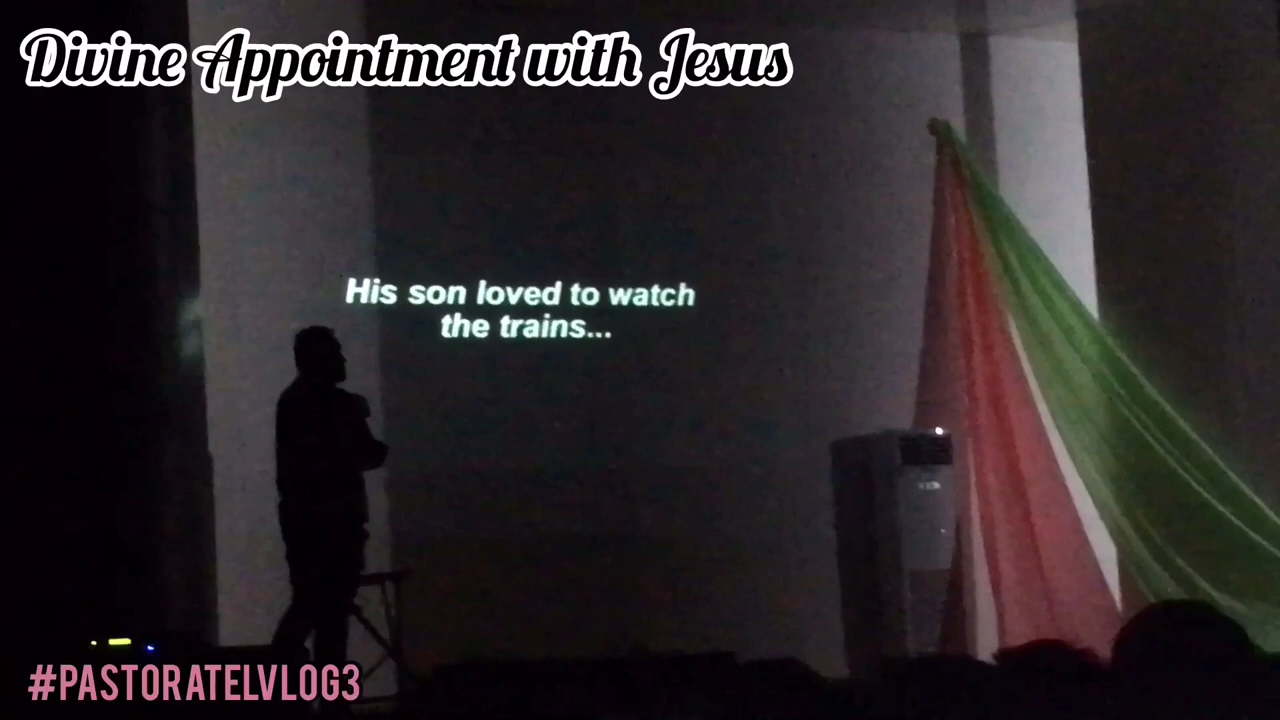 Divine Appointment with Jesus
His son loved to watch
the trains...
#PASTORATELVLOG3